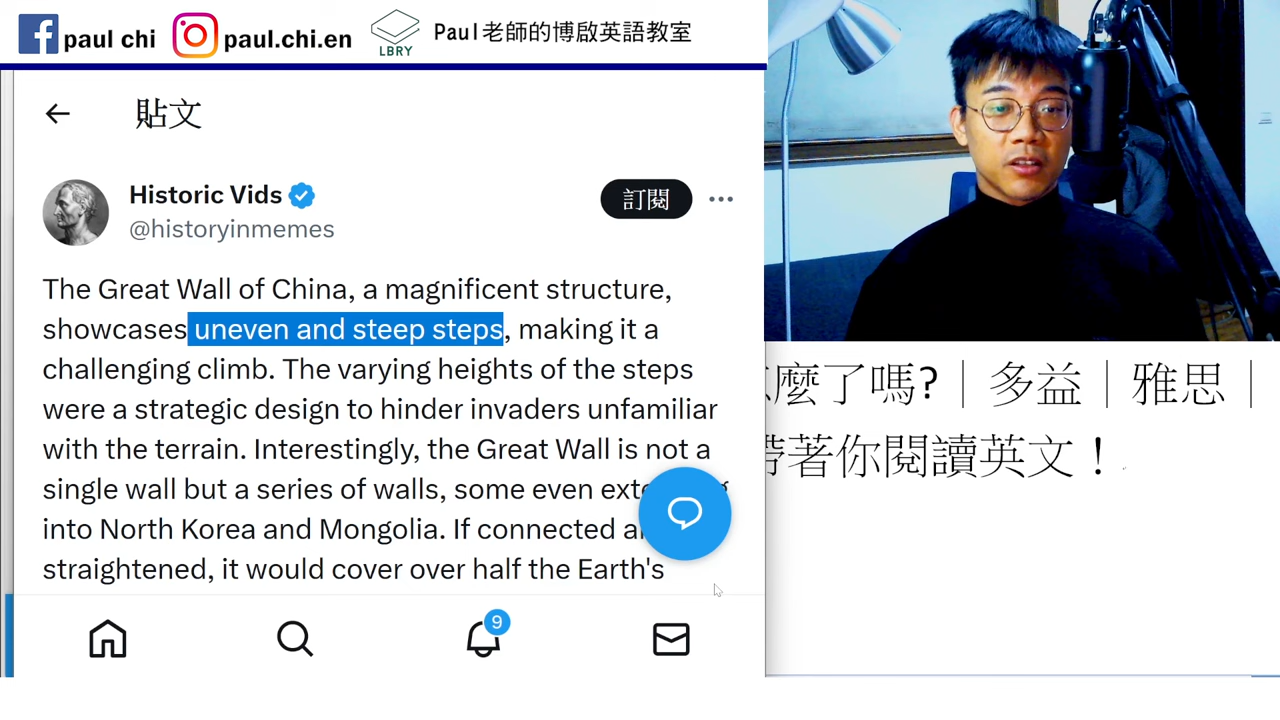 paul chi
paul.chi.en
LBRY
Paul老師的博啟英語教室
貼文
Historic Vids
訂閱
@historyinmemes
The Great Wall of China, a magnificent structure,
showcases uneven and steep steps, making it a
challenging climb. The varying heights of the steps
were a strategic design to hinder invaders unfamiliar
with the terrain. Interestingly, the Great Wall is not a
single wall but a series of walls, some even
into North Korea and Mongolia. If connected
straightened, it would cover over half the Earth's
9
麼了嗎?｜多益｜雅思｜
著你閱讀英文！